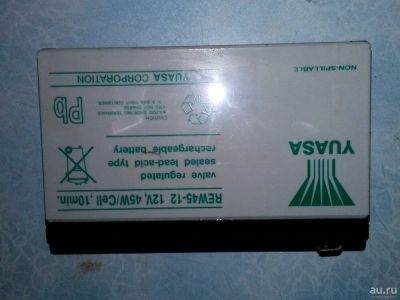 REW45-12 12V, 45W/Cell, 10min.
valve regulated
sealed lead-acid type
rechargeable battery
CAUTION
Pb
YUASA CORPORATION
YUASA
NON-SPILLABLE
au.ru